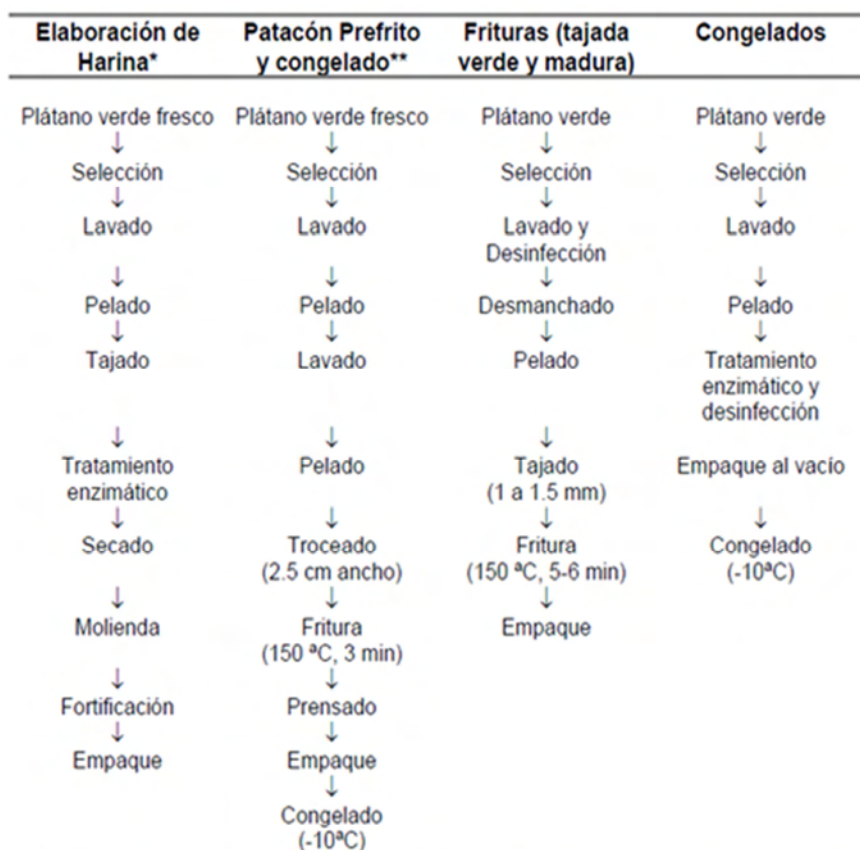 Elaboración de
Harina*
Patacón Prefrito
y congelado**
Frituras (tajada
verde y madura)
Congelados
Plátano verde fresco
↓
Selección
↓
Lavado
↓
Pelado
↓
Tajado
↓
Tratamiento
enzimático
↓
Secado
↓
Molienda
↓
Fortificación
↓
Empaque
Plátano verde fresco
↓
Selección
↓
Lavado
↓
Pelado
Lavado
↓
Pelado
↓
Troceado
(2.5 cm ancho)
↓
Fritura
(150 ªC, 3 min)
↓
Prensado
↓
Empaque
↓
Congelado
(-10ªC)
Plátano verde
↓
Selección
↓
Lavado y
Desinfección
↓
Desmanchado
↓
Pelado
↓
Tajado
(1 a 1.5 mm)
↓
Fritura
(150 ªC, 5-6 min)
↓
Empaque
Plátano verde
↓
Selección
↓
Lavado
↓
Pelado
↓
Tratamiento
enzimático y
desinfección
Empaque al vacío
↓
Congelado
(-10ªC)